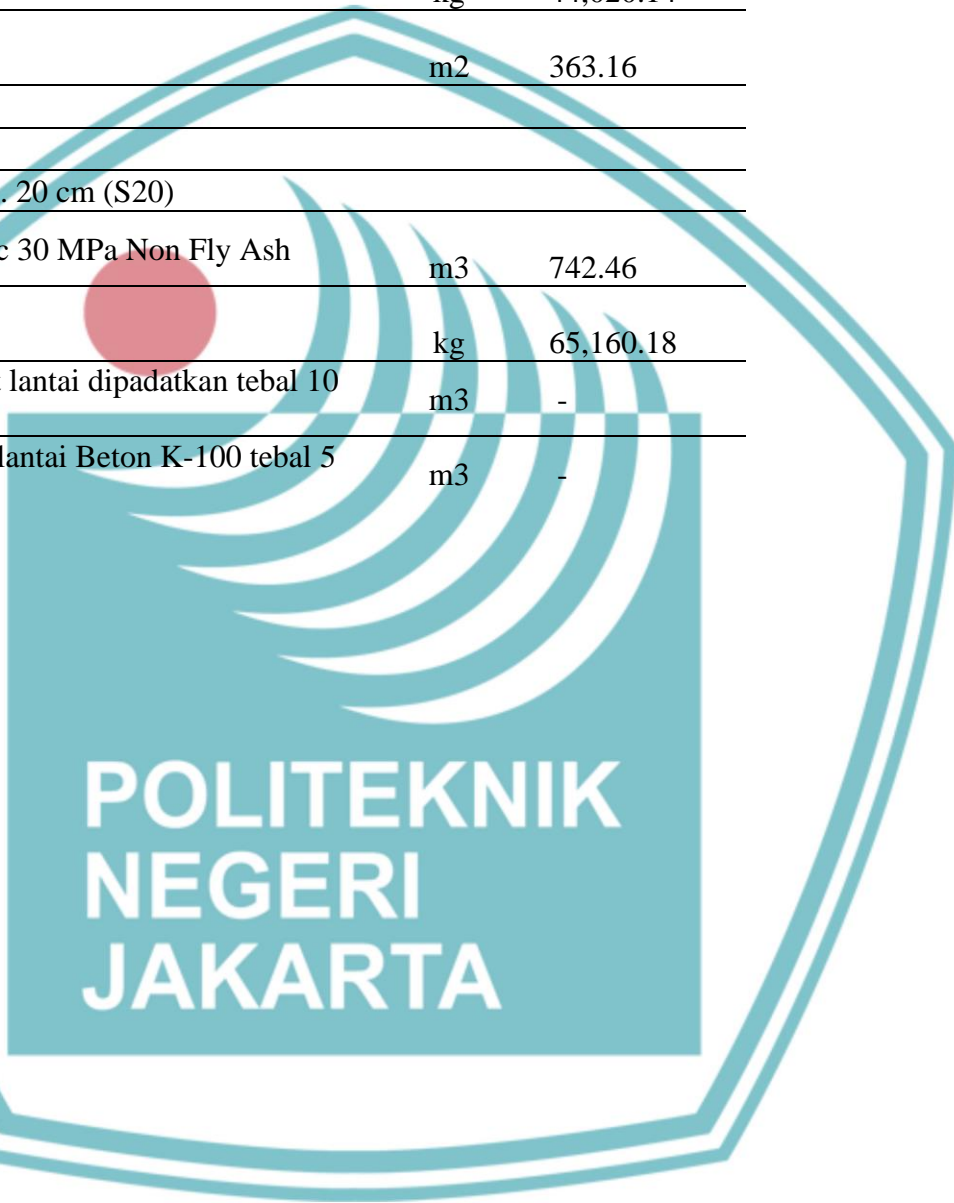 m2 363.16
. 20 cm (S20)
c 30 MPa Non Fly Ash m3 742.46
kg 65,160.18
lantai dipadatkan tebal 10 m3 -
lantai Beton K-100 tebal 5 m3 -
POLITEKNIK
NEGERI
JAKARTA